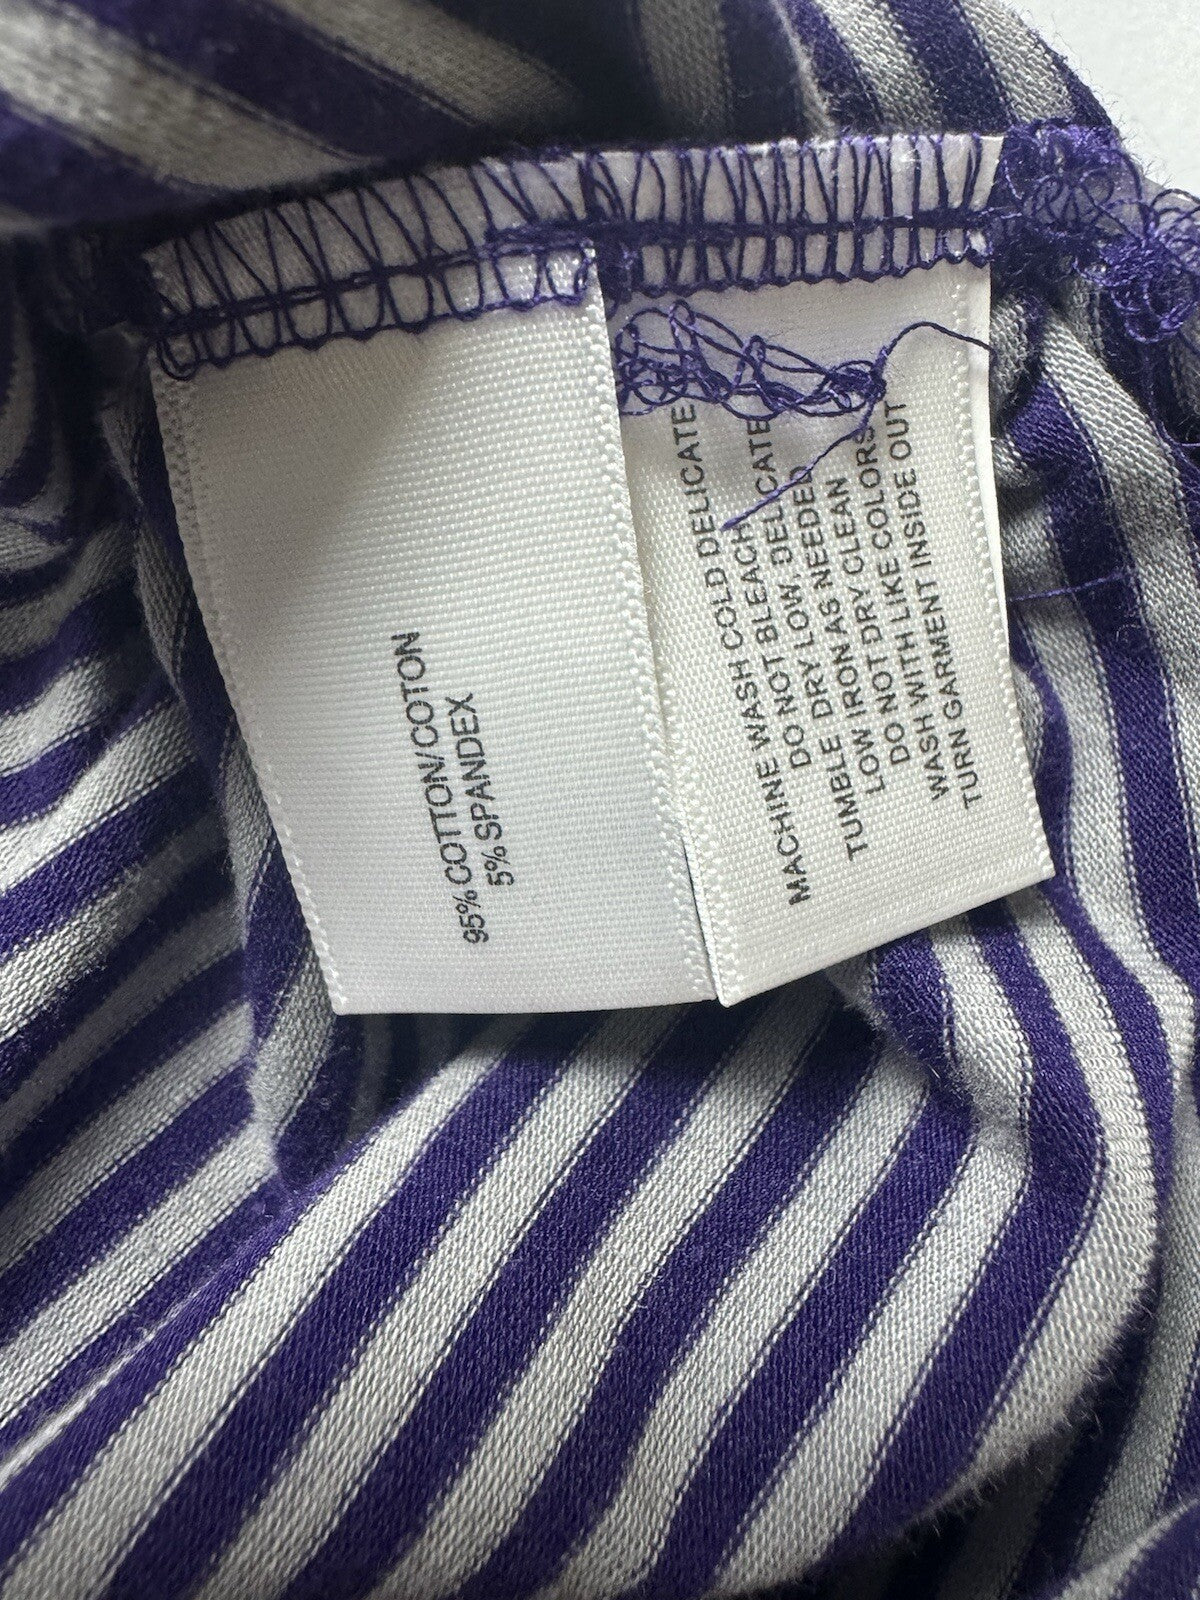 95% COTTON/COTON
5% SPANDEX
MACHINE WASH COLD DELICATE
DO NOT BLEACH
TUMBLE DRY LOW, DELICATE
LOW IRON AS NEEDED
DO NOT DRY CLEAN
WASH WITH LIKE COLORS
TURN GARMENT INSIDE OUT